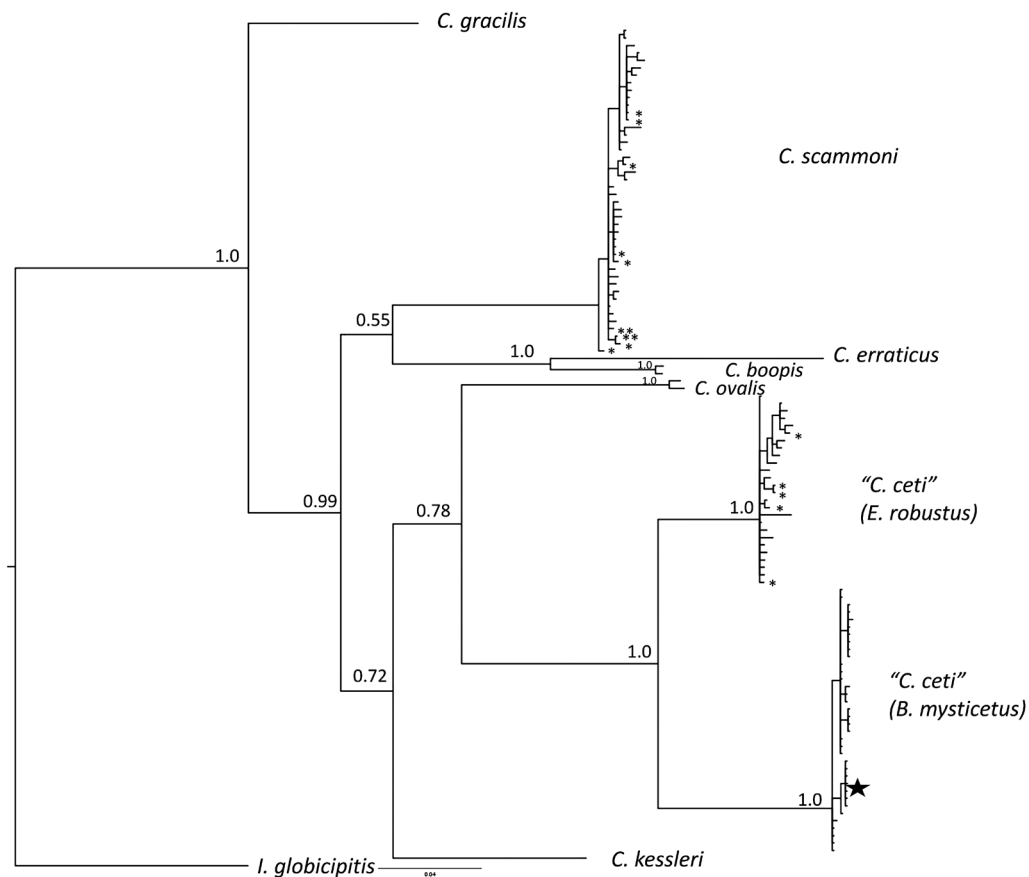 C. gracilis
*
*
C. scammoni
*
1.0
*
*
0.55
**
**
*
*
1.0
C. erraticus
1.0
C. boopis
1.0
C. ovalis
*
"C. ceti"
*
*
0.99
0.78
1.0
*
(E. robustus)
*
1.0
0.72
"C. ceti"
(B. mysticetus)
★
1.0
C. kessleri
I. globicipitis
0.04